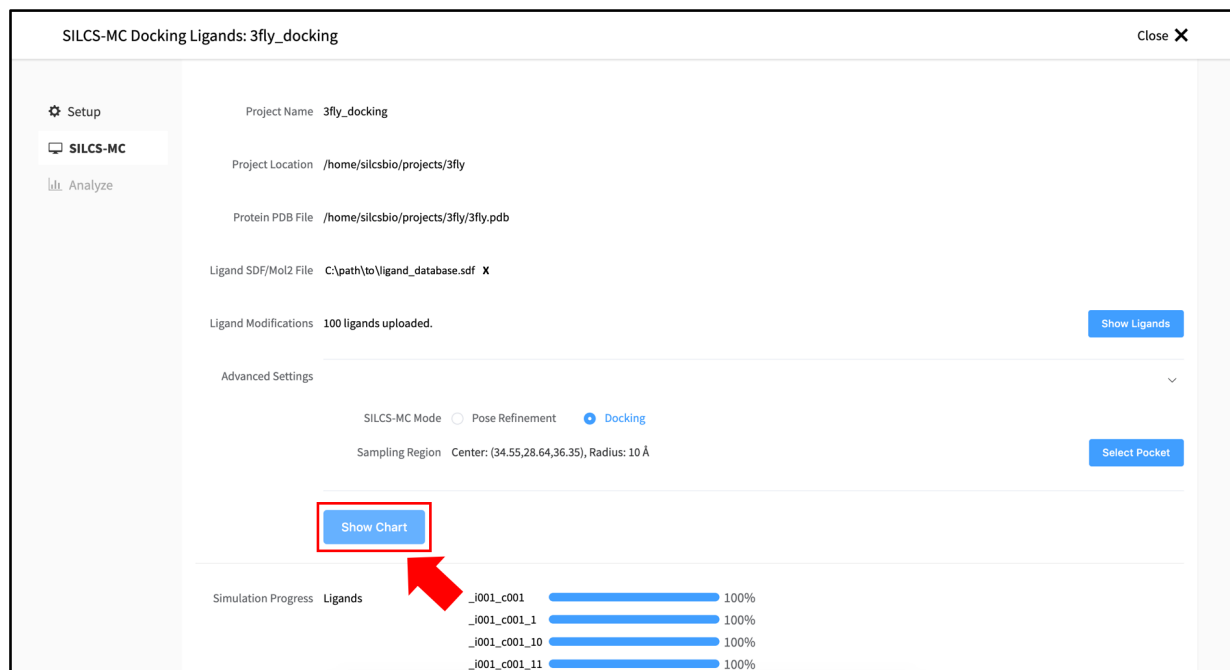 SILCS-MC Docking Ligands: 3fly_docking
Close X
Setup
Project Name 3fly_docking
SILCS-MC
Project Location /home/silcsbio/projects/3fly
Analyze
Protein PDB File /home/silcsbio/projects/3fly/3fly.pdb
Ligand SDF/Mol2 File C:\path\to\ligand_database.sdf X
Ligand Modifications 100 ligands uploaded.
Show Ligands
Advanced Settings
SILCS-MC Mode Pose Refinement Docking
Sampling Region Center: (34.55,28.64,36.35), Radius: 10 Å
Select Pocket
Show Chart
Simulation Progress Ligands _i001_c001 100%
_i001_c001_1 100%
_i001_c001_10 100%
_i001_c001_11 100%